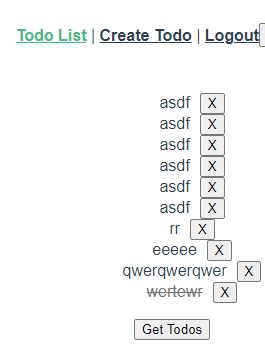 Todo List | Create Todo | Logout
asdf X
asdf X
asdf X
asdf X
asdf X
asdf X
rr X
eeeee X
qwerqwerqwer X
wertewr X
Get Todos